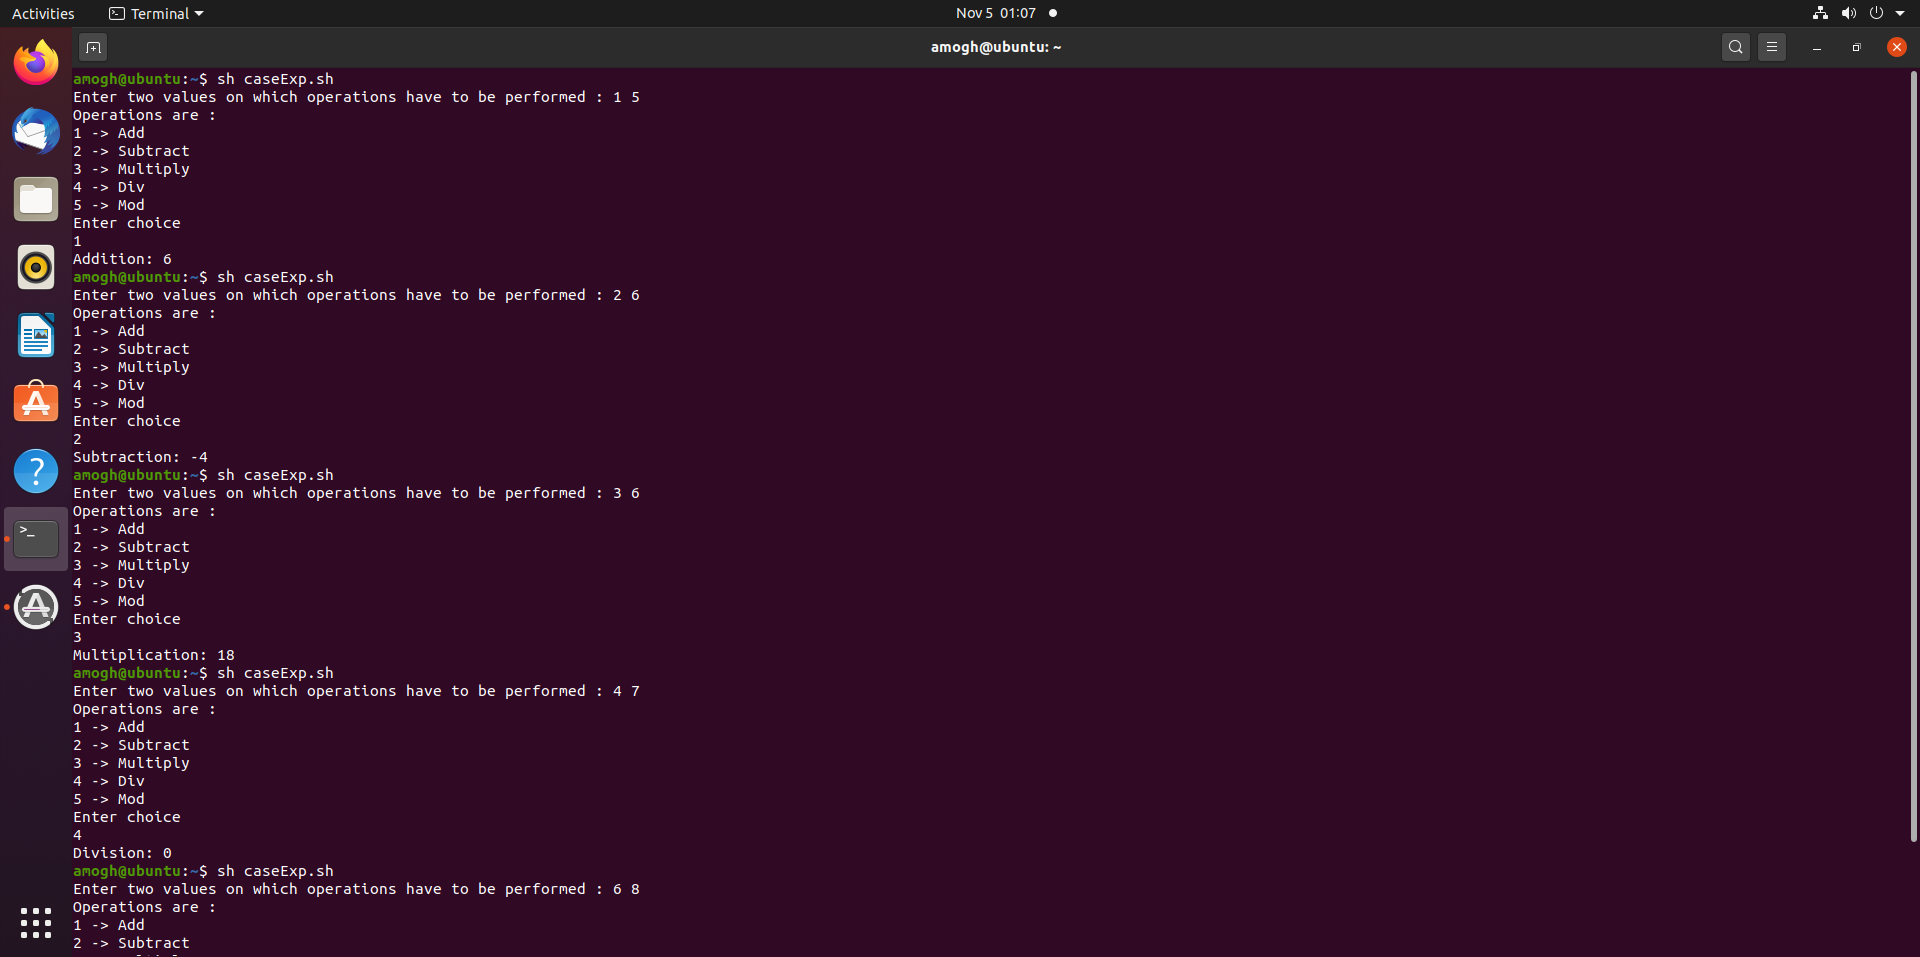 Activities
Terminal
Nov 5 01:07
amogh@ubuntu: ~
amogh@ubuntu:~$ sh caseExp.sh
Enter two values on which operations have to be performed : 1 5
Operations are :
1 -> Add
2 -> Subtract
3 -> Multiply
4 -> Div
5 -> Mod
Enter choice
1
Addition: 6
amogh@ubuntu:~$ sh caseExp.sh
Enter two values on which operations have to be performed : 2 6
Operations are :
1 -> Add
2 -> Subtract
3 -> Multiply
4 -> Div
5 -> Mod
Enter choice
2
Subtraction: -4
amogh@ubuntu:~$ sh caseExp.sh
Enter two values on which operations have to be performed : 3 6
Operations are :
1 -> Add
2 -> Subtract
3 -> Multiply
4 -> Div
5 -> Mod
Enter choice
3
Multiplication: 18
amogh@ubuntu:~$ sh caseExp.sh
Enter two values on which operations have to be performed : 4 7
Operations are :
1 -> Add
2 -> Subtract
3 -> Multiply
4 -> Div
5 -> Mod
Enter choice
4
Division: 0
amogh@ubuntu:~$ sh caseExp.sh
Enter two values on which operations have to be performed : 6 8
Operations are :
1 -> Add
2 -> Subtract